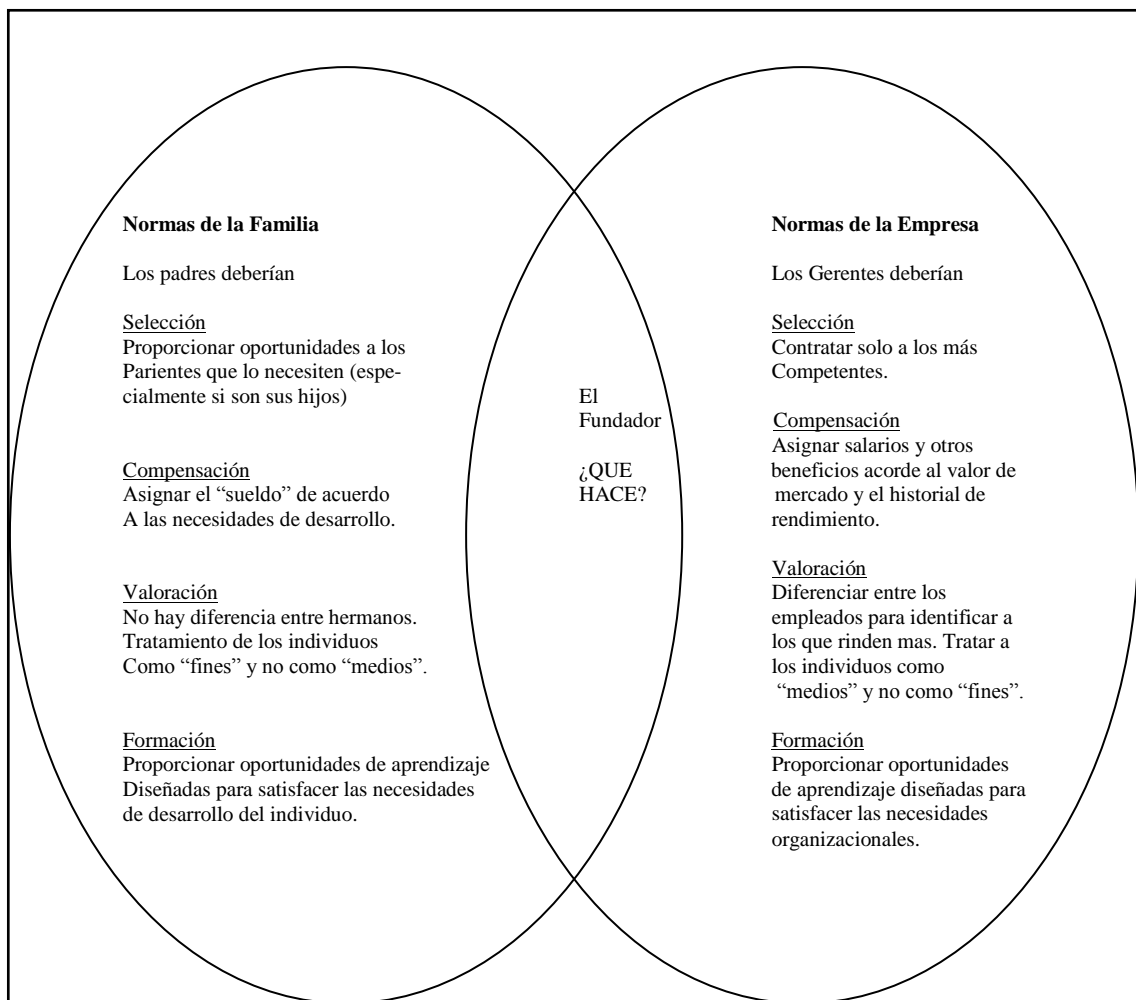 Normas de la Familia
Los padres deberían
Selección
Proporcionar oportunidades a los
Parientes que lo necesiten (espe-
cialmente si son sus hijos)
Compensación
Asignar el “sueldo” de acuerdo
A las necesidades de desarrollo.
Valoración
No hay diferencia entre hermanos.
Tratamiento de los individuos
Como “fines” y no como “medios”.
Formación
Proporcionar oportunidades de aprendizaje
Diseñadas para satisfacer las necesidades
de desarrollo del individuo.
El
Fundador
¿QUE
HACE?
Normas de la Empresa
Los Gerentes deberían
Selección
Contratar solo a los más
Competentes.
Compensación
Asignar salarios y otros
beneficios acorde al valor de
mercado y el historial de
rendimiento.
Valoración
Diferenciar entre los
empleados para identificar a
los que rinden mas. Tratar a
los individuos como
“medios” y no como “fines”.
Formación
Proporcionar oportunidades
de aprendizaje diseñadas para
satisfacer las necesidades
organizacionales.